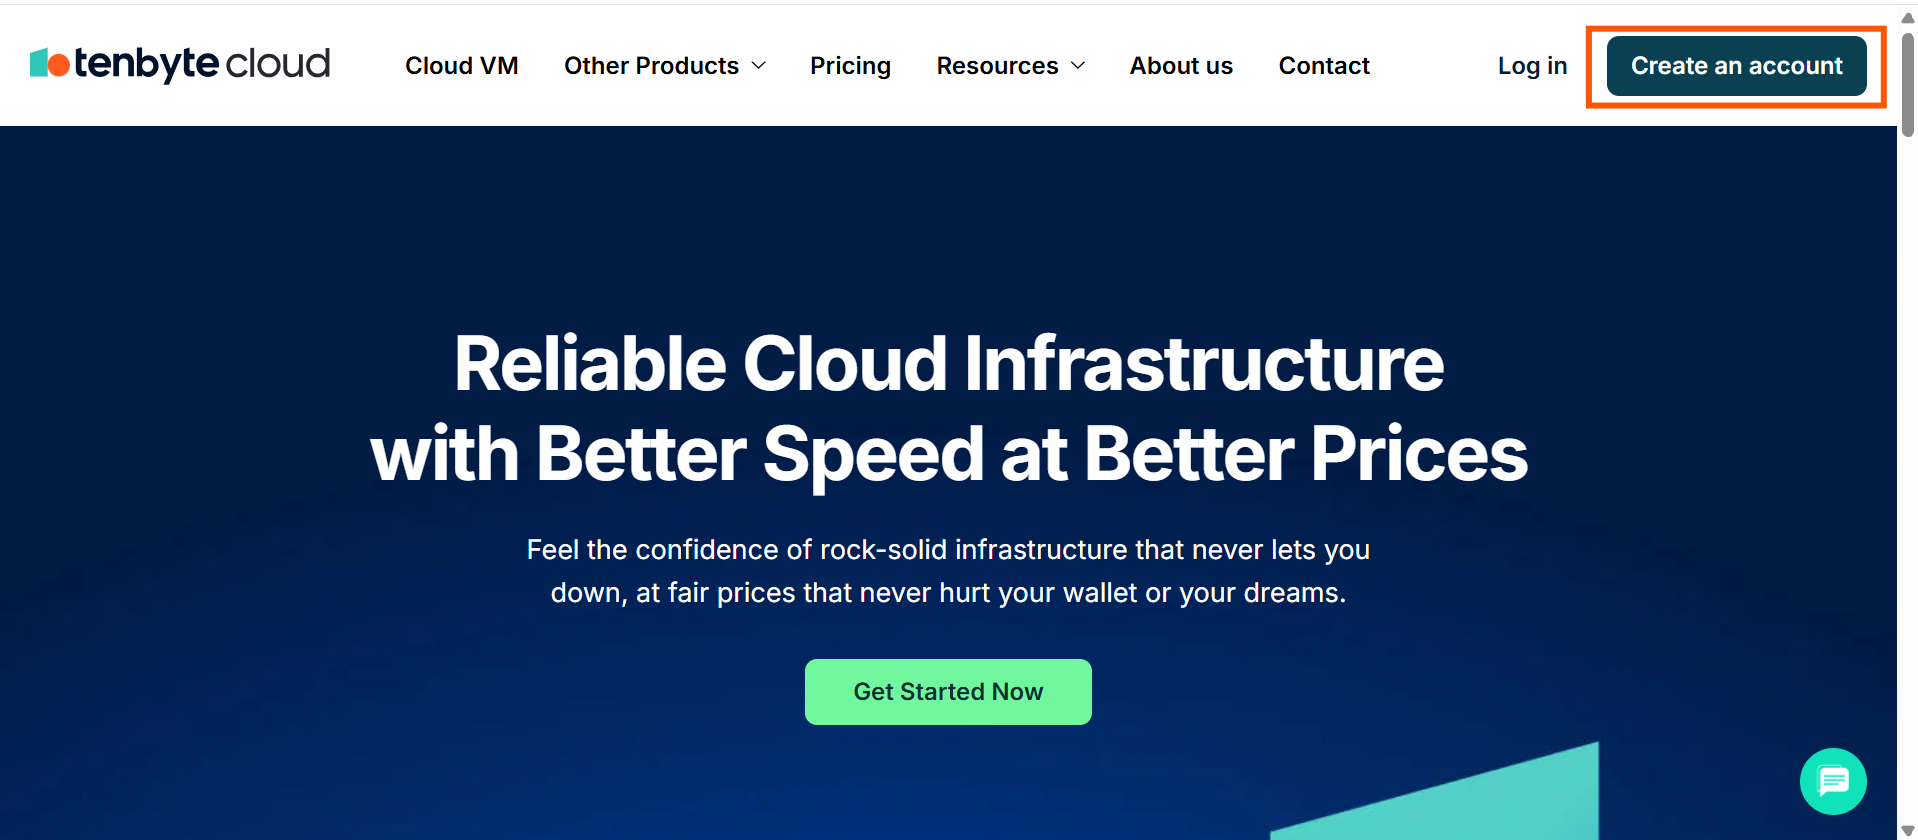 tenbyte cloud
Cloud VM
Other Products
Pricing
Resources
About us
Contact
Log in
Create an account
Reliable Cloud Infrastructure
with Better Speed at Better Prices
Feel the confidence of rock-solid infrastructure that never lets you
down, at fair prices that never hurt your wallet or your dreams.
Get Started Now